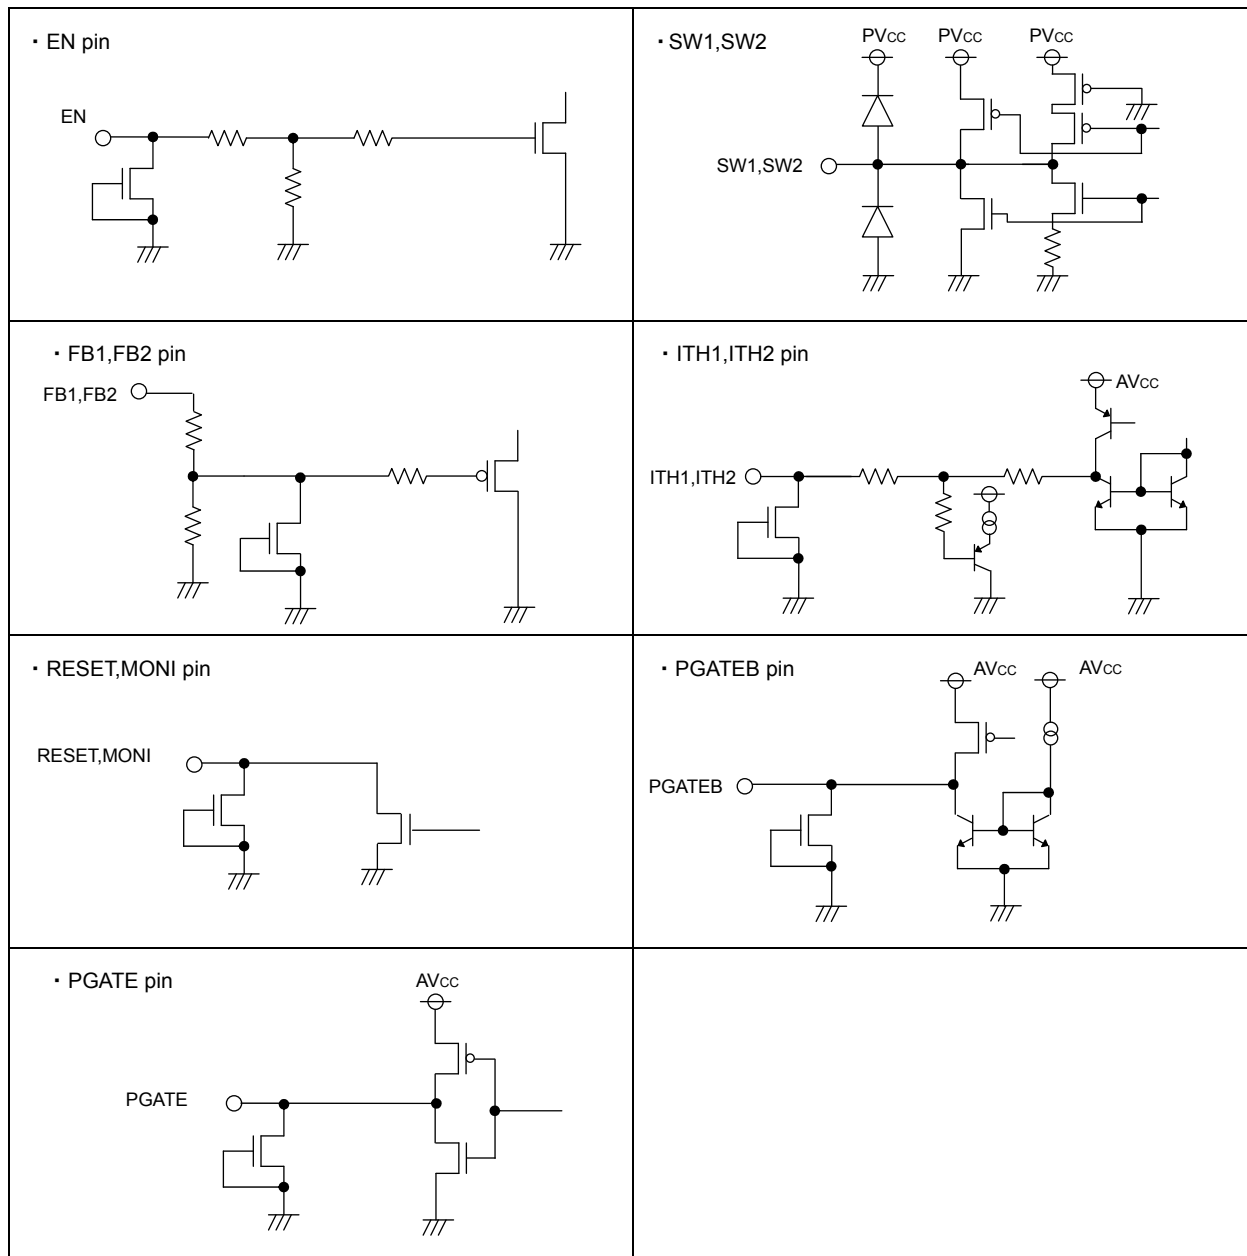 ・EN pin
EN
・SW1,SW2
PVCC PVCC PVCC
SW1,SW2
・FB1,FB2 pin
FB1,FB2
・ITH1,ITH2 pin
AVCC
ITH1,ITH2
・RESET,MONI pin
RESET,MONI
・PGATEB pin
AVCC AVCC
PGATEB
・PGATE pin
AVCC
PGATE